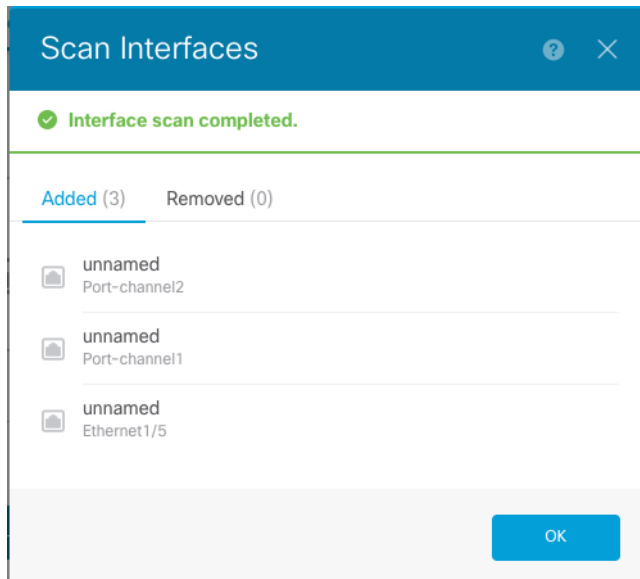 Scan Interfaces
Interface scan completed.
Added (3) Removed (0)
unnamed
Port-channel2
unnamed
Port-channel1
unnamed
Ethernet1/5
OK